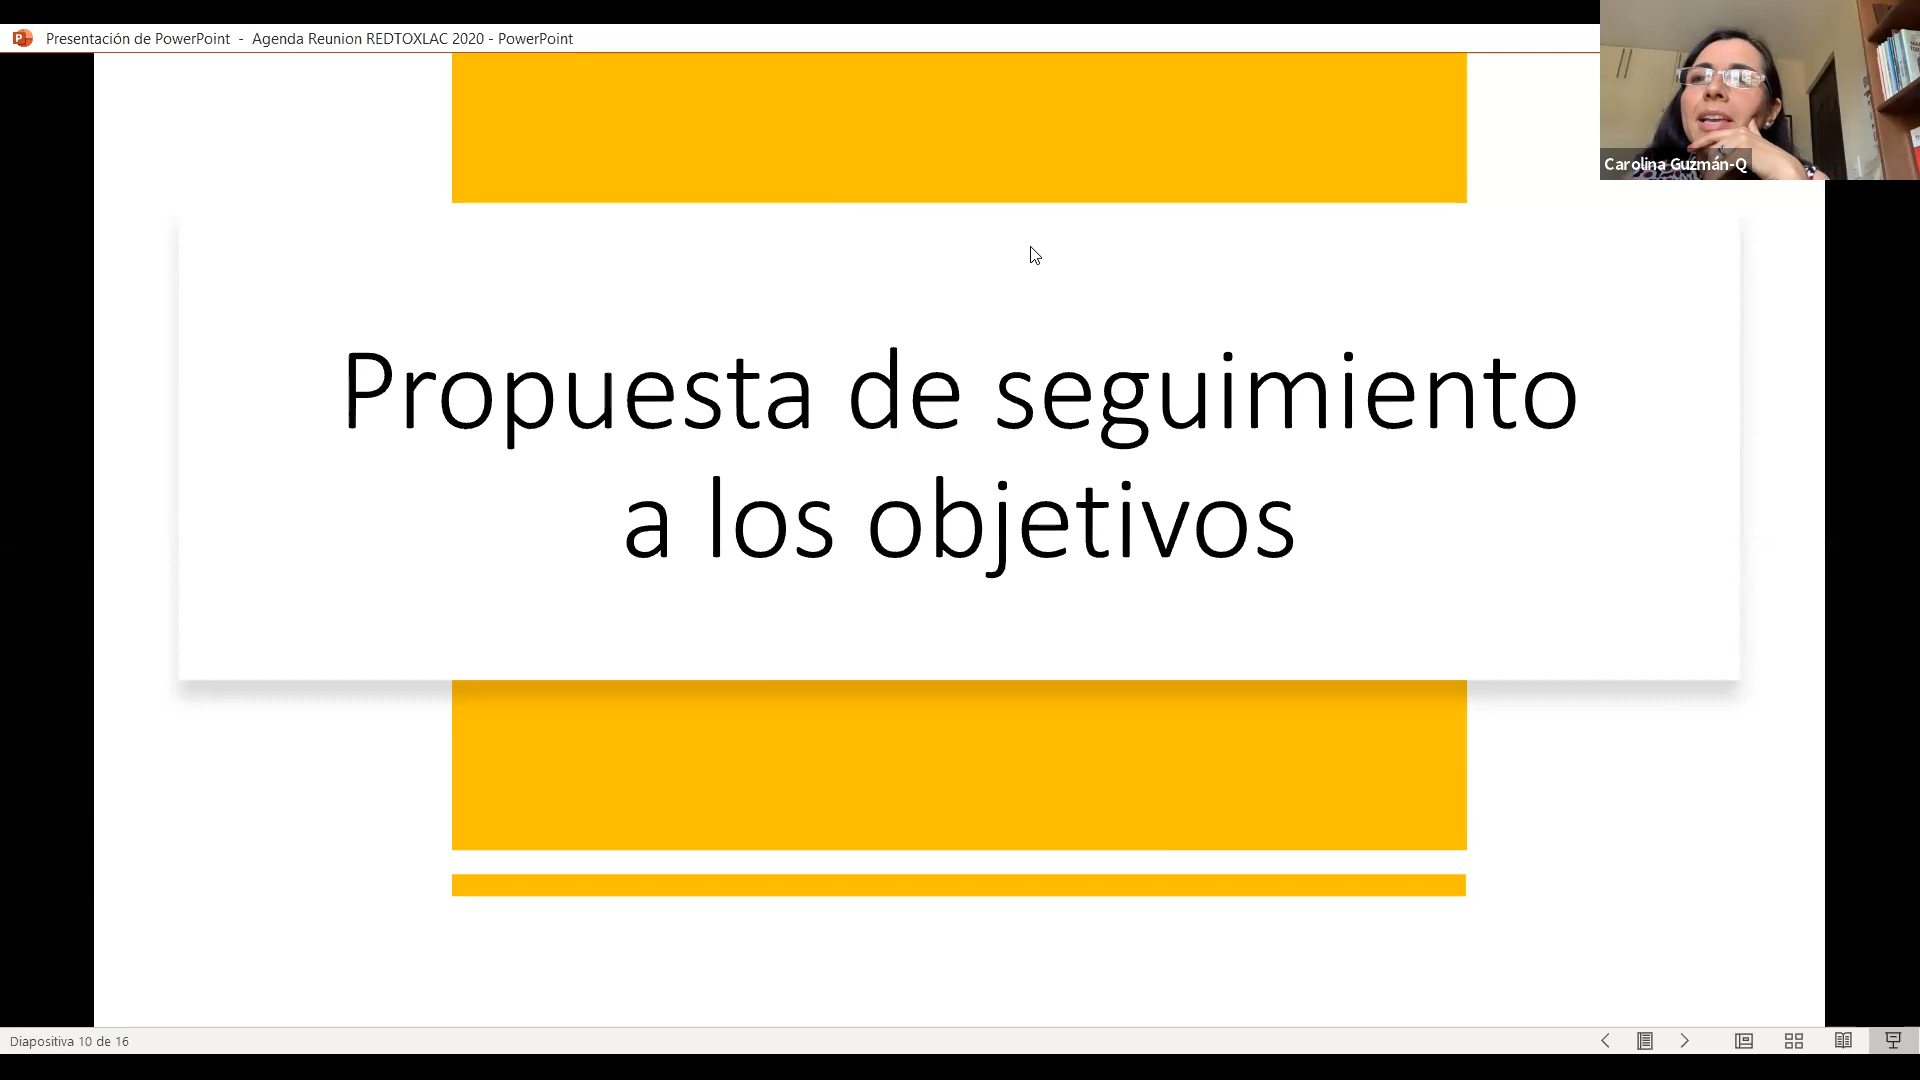 Presentación de PowerPoint - Agenda Reunion REDTOXLAC 2020 - PowerPoint
Carolina Guzmán-Q
Propuesta de seguimiento
a los objetivos
Diapositiva 10 de 16